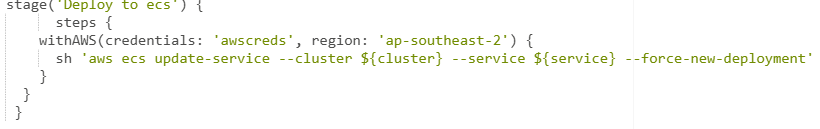 stage('Deploy to ecs') {
steps {
withAWS(credentials: 'awscreds', region: 'ap-southeast-2') {
sh 'aws ecs update-service --cluster ${cluster} --service ${service} --force-new-deployment'
}
}
}